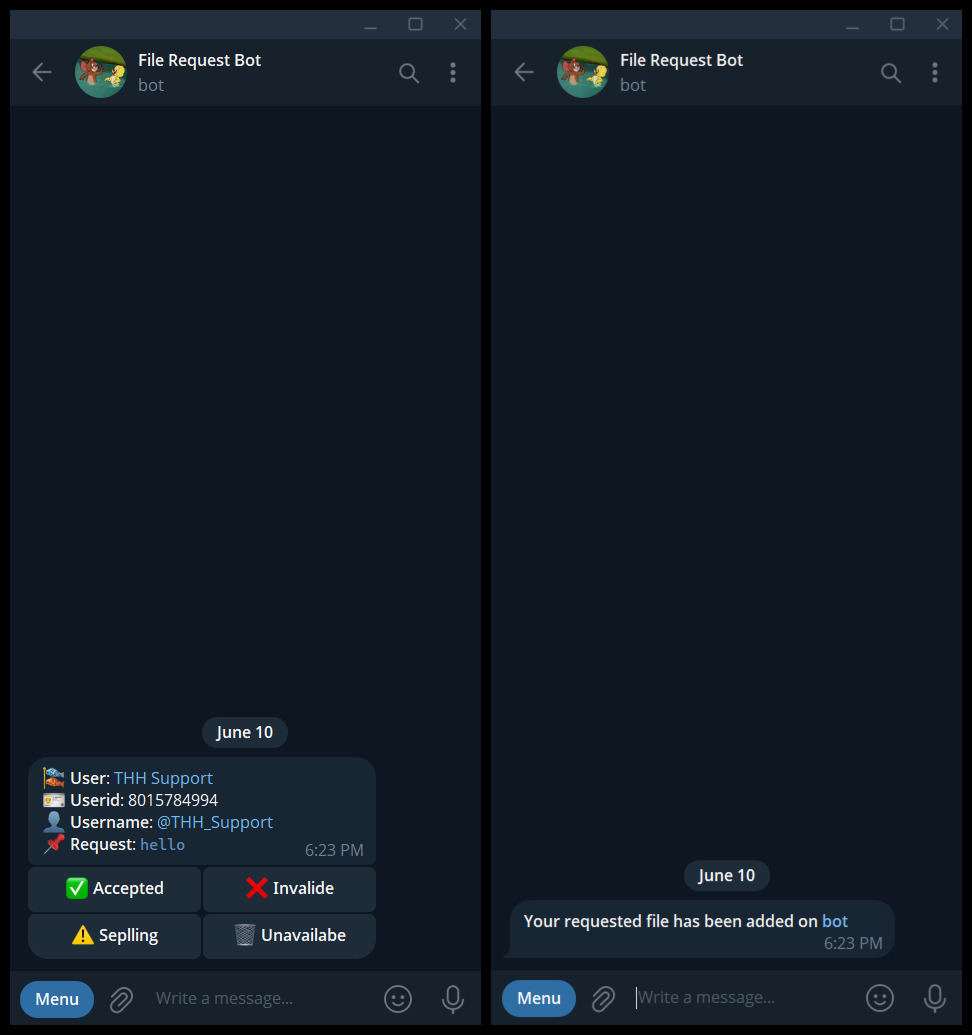 File Request Bot
bot
June 10
User: THH Support
Userid: 8015784994
Username: @THH_Support
Request: hello
6:23 PM
Accepted
Invalide
Seplling
Unavailabe
Menu
Write a message...
File Request Bot
bot
June 10
Your requested file has been added on bot
6:23 PM
Menu
Write a message...